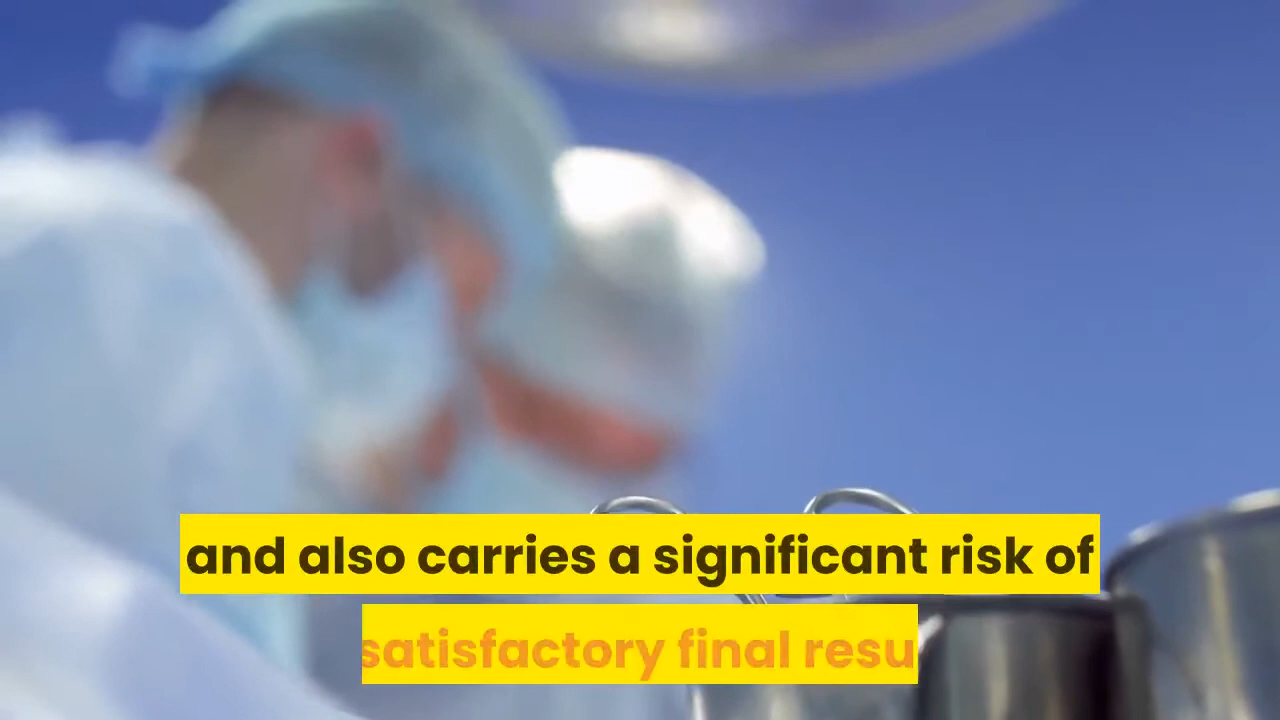 and also carries a significant risk of
satisfactory final resu